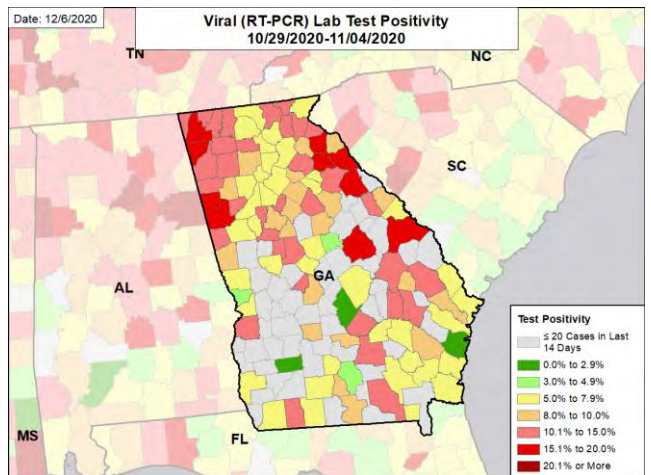 Date: 12/6/2020
Viral (RT-PCR) Lab Test Positivity
10/29/2020-11/04/2020
TN
NC
SC
AL
GA
MS
FL
Test Positivity
≤ 20 Cases in Last
14 Days
0.0% to 2.9%
3.0% to 4.9%
5.0% to 7.9%
8.0% to 10.0%
10.1% to 15.0%
15.1% to 20.0%
20.1% or More